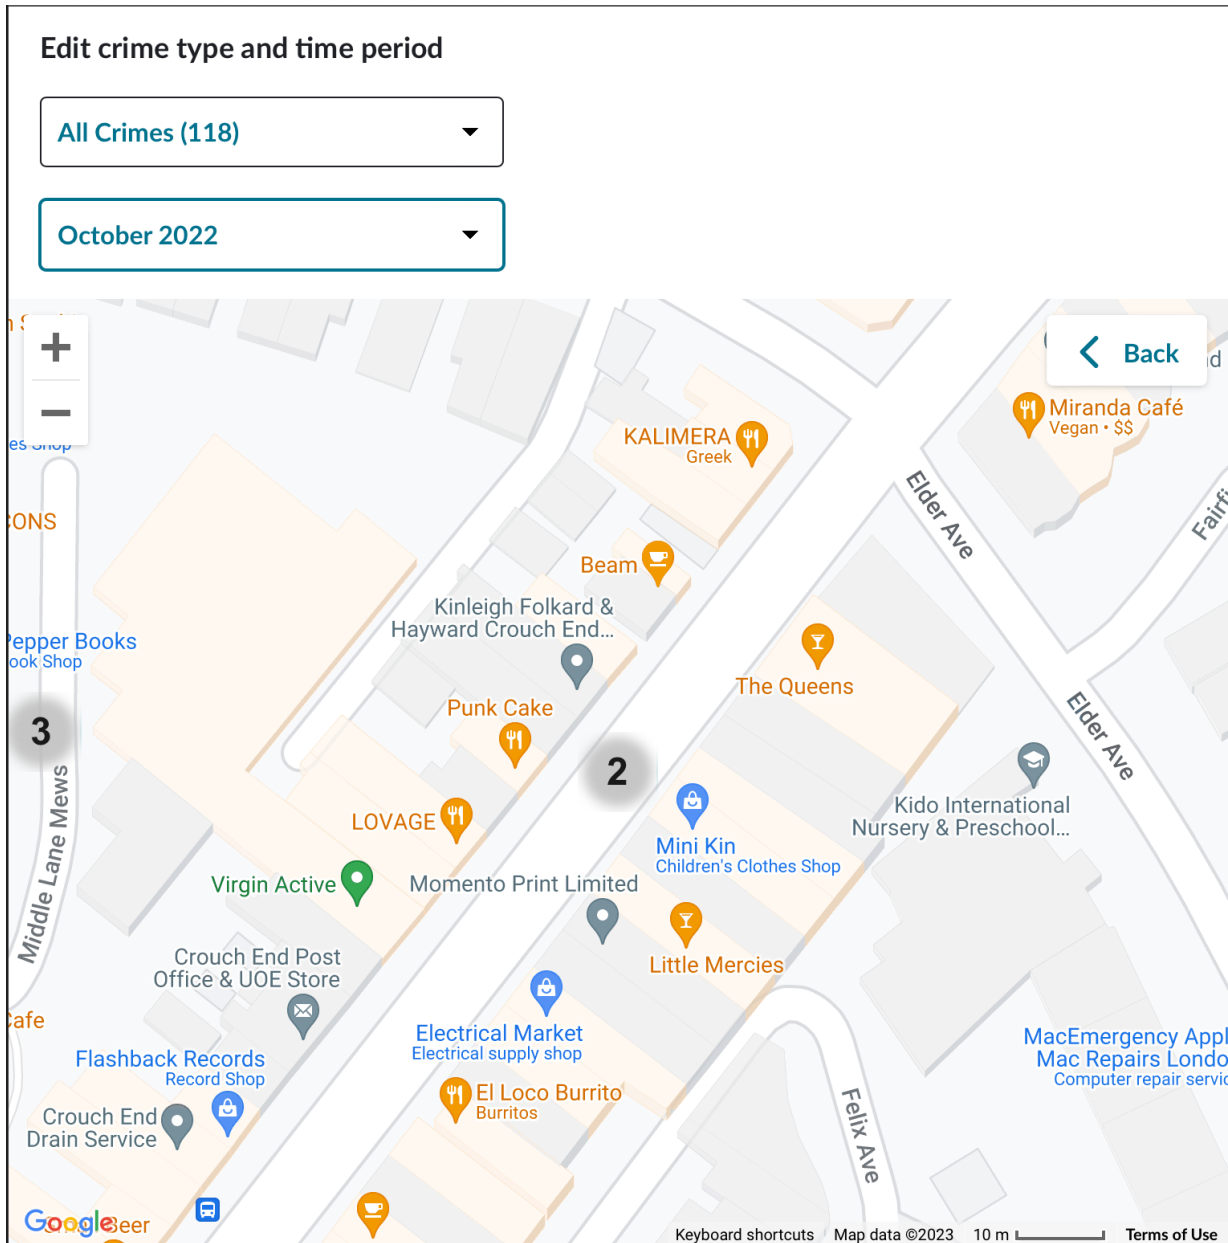 Edit crime type and time period
All Crimes (118)
October 2022
+
−
Back
Miranda Café
Vegan • $$
KALIMERA
Greek
Elder Ave
Beam
Kinleigh Folkard &
Hayward Crouch End...
Pepper Books
The Queens
Punk Cake
Elder Ave
3
2
Kido International
Nursery & Preschool...
LOVAGE
Mini Kin
Children's Clothes Shop
Middle Lane Mews
Virgin Active
Momento Print Limited
Little Mercies
Crouch End Post
Office & UOE Store
Electrical Market
Electrical supply shop
Flashback Records
Record Shop
El Loco Burrito
Burritos
Crouch End
Drain Service
Felix Ave
MacEmergency Appl
Mac Repairs Londo
Computer repair servic
Google
Beer
Keyboard shortcuts
Map data ©2023
10 m
Terms of Use